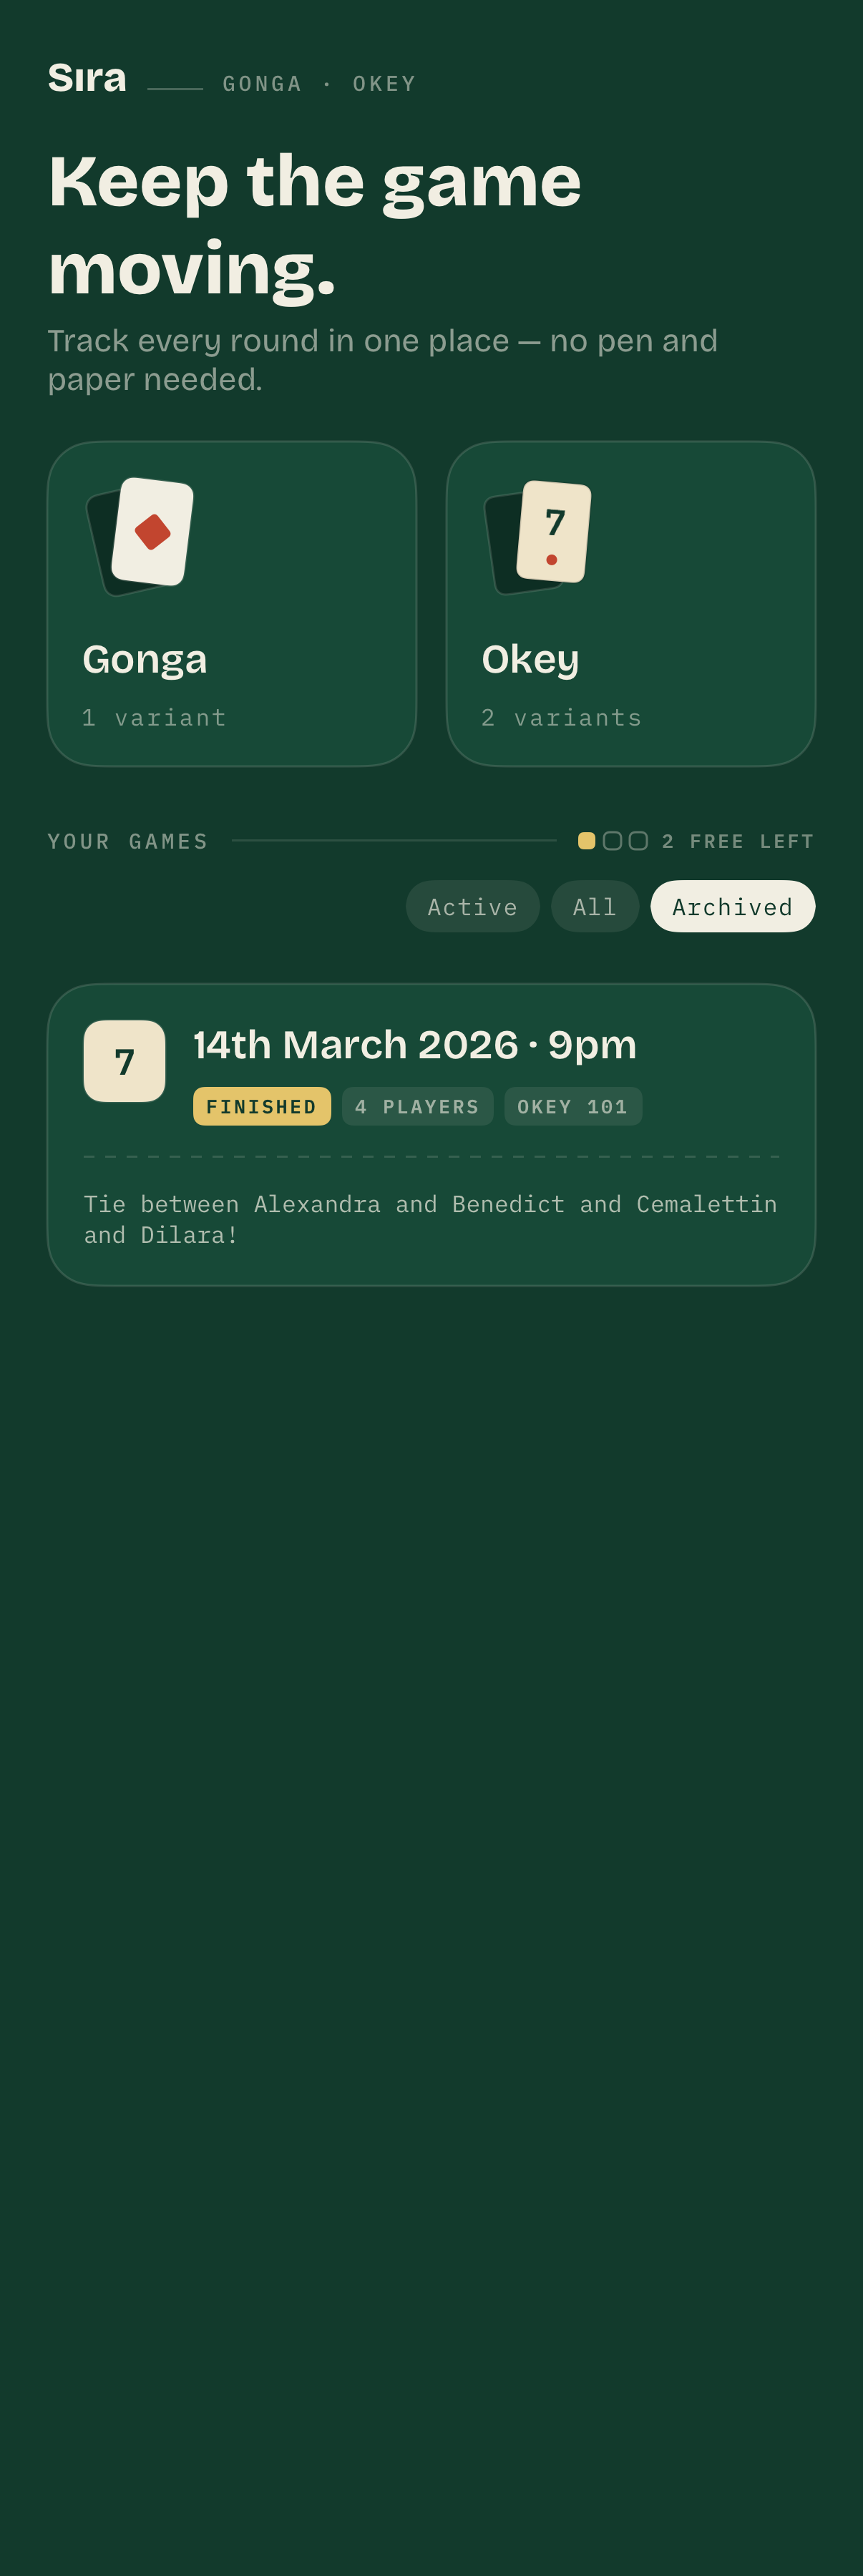 Sıra
GONGA · OKEY
Keep the game
moving.
Track every round in one place — no pen and
paper needed.
7
Gonga
1 variant
Okey
2 variants
YOUR GAMES
2 FREE LEFT
Active
All
Archived
7
14th March 2026 · 9pm
FINISHED
4 PLAYERS
OKEY 101
Tie between Alexandra and Benedict and Cemalettin
and Dilara!